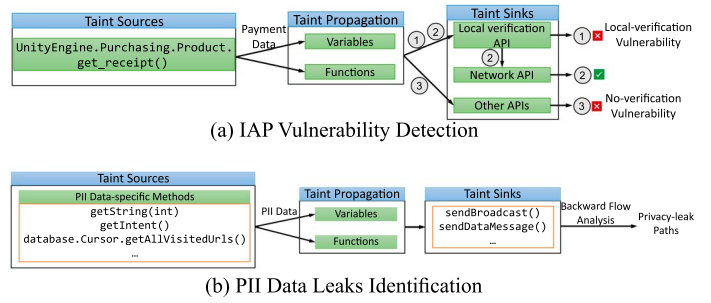 Taint Sources
UnityEngine.Purchasing.Product.
get_receipt()
Payment
Data
Taint Propagation
Variables
Functions
1
2
3
Taint Sinks
Local verification
API
2
Network API
Other APIs
1
Local-verification
Vulnerability
2
3
No-verification
Vulnerability
(a) IAP Vulnerability Detection
Taint Sources
PII Data-specific Methods
getString(int)
getIntent()
database.Cursor.getAllVisitedUrls()
…
PII Data
Taint Propagation
Variables
Functions
Taint Sinks
sendBroadcast()
sendDataMessage()
…
Backward Flow
Analysis
Privacy-leak
Paths
(b) PII Data Leaks Identification